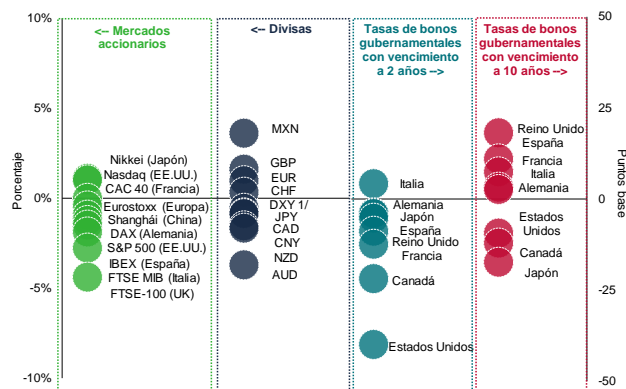 10%
5%
0%
-5%
-10%
Porcentaje
<-- Mercados
accionarios
Nikkei (Japón)
Nasdaq (EE.UU.)
CAC 40 (Francia)
Eurostoxx (Europa)
Shanghái (China)
DAX (Alemania)
S&P 500 (EE.UU.)
IBEX (España)
FTSE MIB (Italia)
FTSE-100 (UK)
<-- Divisas
MXN
GBP
EUR
CHF
DXY 1/
JPY
CAD
CNY
NZD
AUD
Tasas de bonos
gubernamentales
con vencimiento
a 2 años -->
Italia
Alemania
Japón
España
Reino Unido
Francia
Canadá
Estados Unidos
Tasas de bonos
gubernamentales
con vencimiento
a 10 años -->
Reino Unido
España
Francia
Italia
Alemania
Estados
Unidos
Canadá
Japón
50
25
0
-25
-50
Puntos base